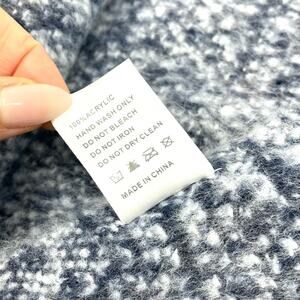 100%ACRYLIC
HAND WASH ONLY
DO NOT BLEACH
DO NOT IRON
DO NOT DRY CLEAN
MADE IN CHINA